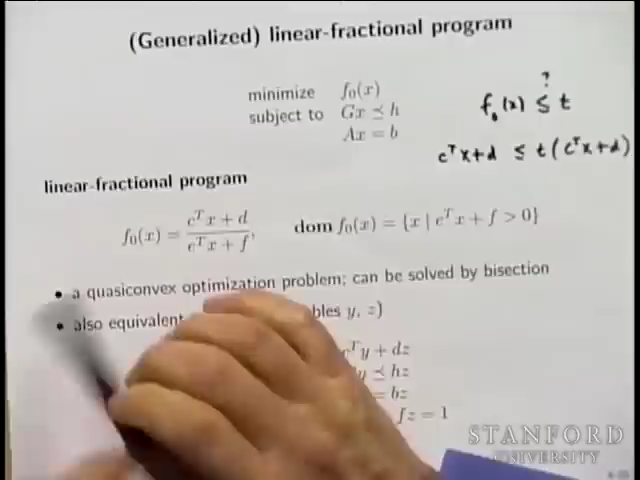 (Generalized) linear-fractional program
minimize f₀(x)
subject to Gx ⪯ h
Ax = b
?
f₀(x) ≤ t
cᵀx+d ≤ t(cᵀx+d)
linear-fractional program
f₀(x) = (cᵀx + d)/(eᵀx + f), dom f₀(x) = {x | eᵀx + f > 0}
• a quasiconvex optimization problem; can be solved by bisection
• also equivalent bles y, z)
cᵀy + dz
⪯ hz
= bz
fz = 1
STANFORD
UNIVERSITY